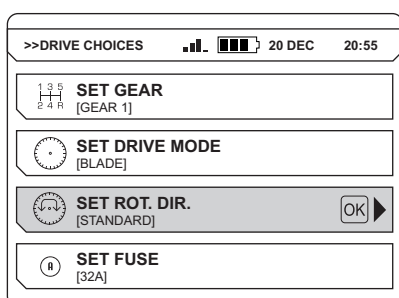 >>DRIVE CHOICES 20 DEC 20:55
1 3 5
2 4 R
SET GEAR
[GEAR 1]
SET DRIVE MODE
[BLADE]
SET ROT. DIR.
[STANDARD]
OK
A
SET FUSE
[32A]